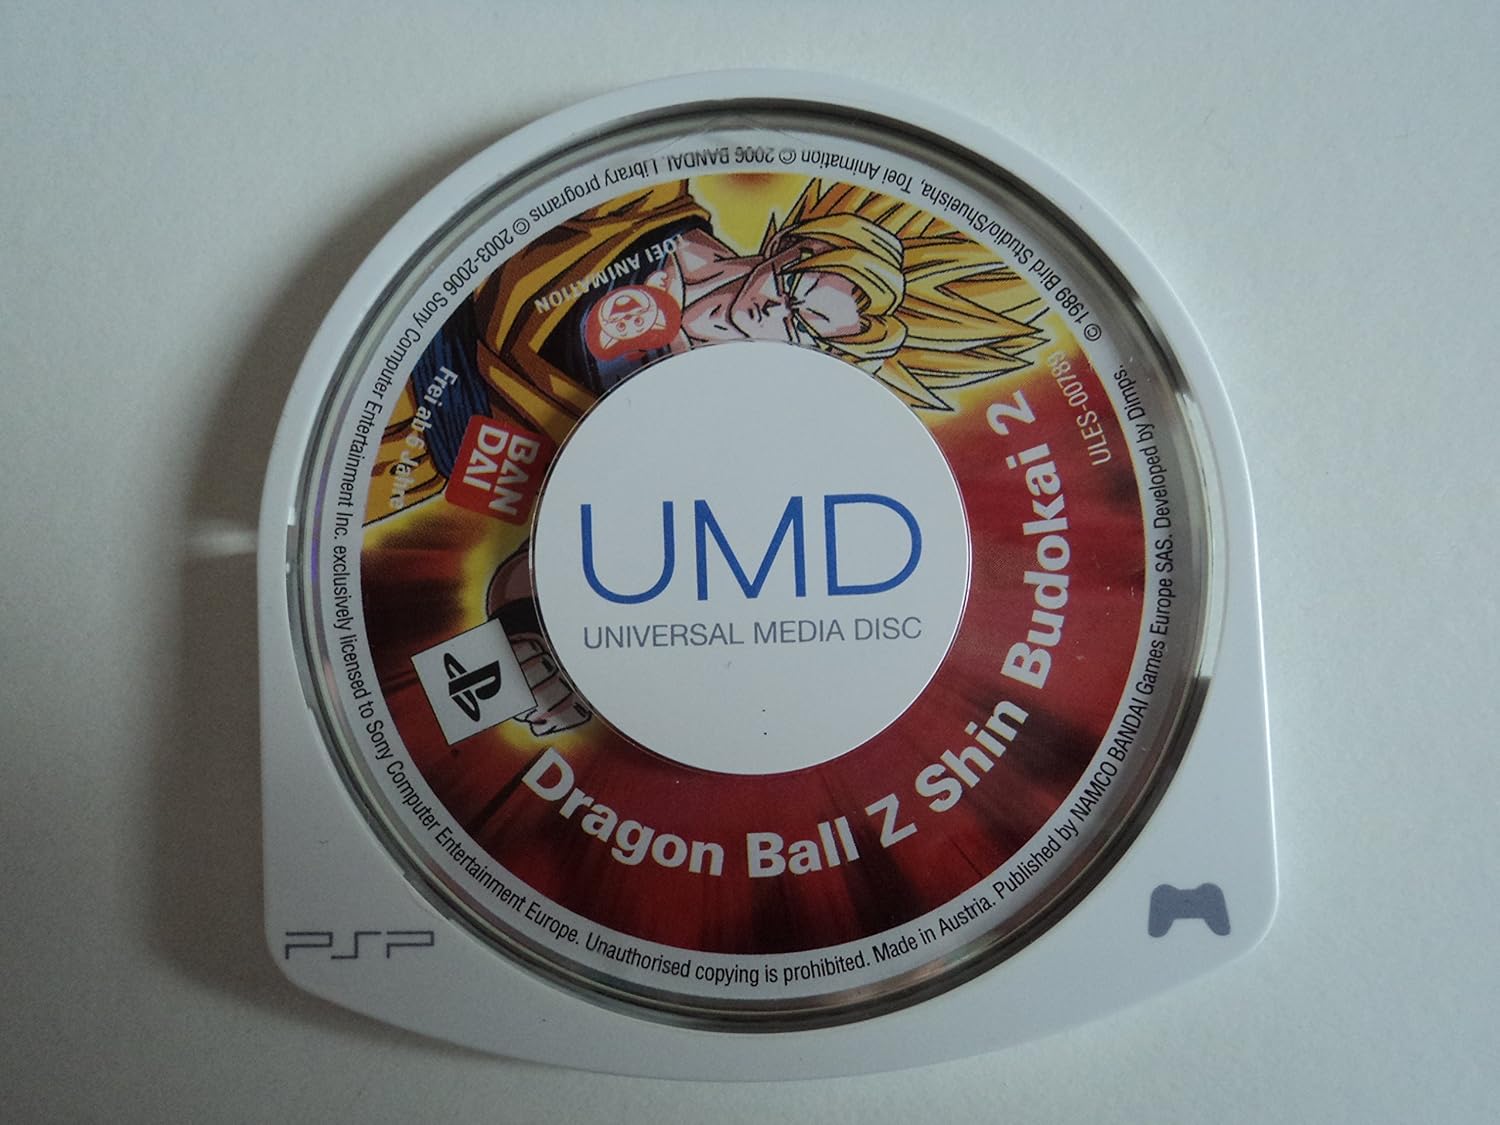 UMD
UNIVERSAL MEDIA DISC
Dragon Ball Z Shin Budokai 2
ULES-00789
TOEI ANIMATION
BAN
DAI
Frei ab 6 Jahre
© 1989 Bird Studio/Shueisha, Toei Animation © 2006 BANDAI. Library programs © 2003-2006 Sony Computer Entertainment Inc. exclusively licensed to Sony Computer Entertainment Europe. Unauthorised copying is prohibited. Made in Austria. Published by NAMCO BANDAI Games Europe SAS. Developed by Dimps.
PSP